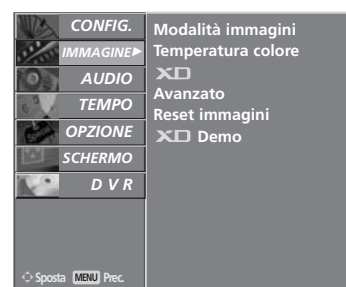 CONFIG.
IMMAGINE►
AUDIO
TEMPO
OPZIONE
SCHERMO
D V R
Modalità immagini
Temperatura colore
XD
Avanzato
Reset immagini
XD Demo
Sposta MENU Prec.